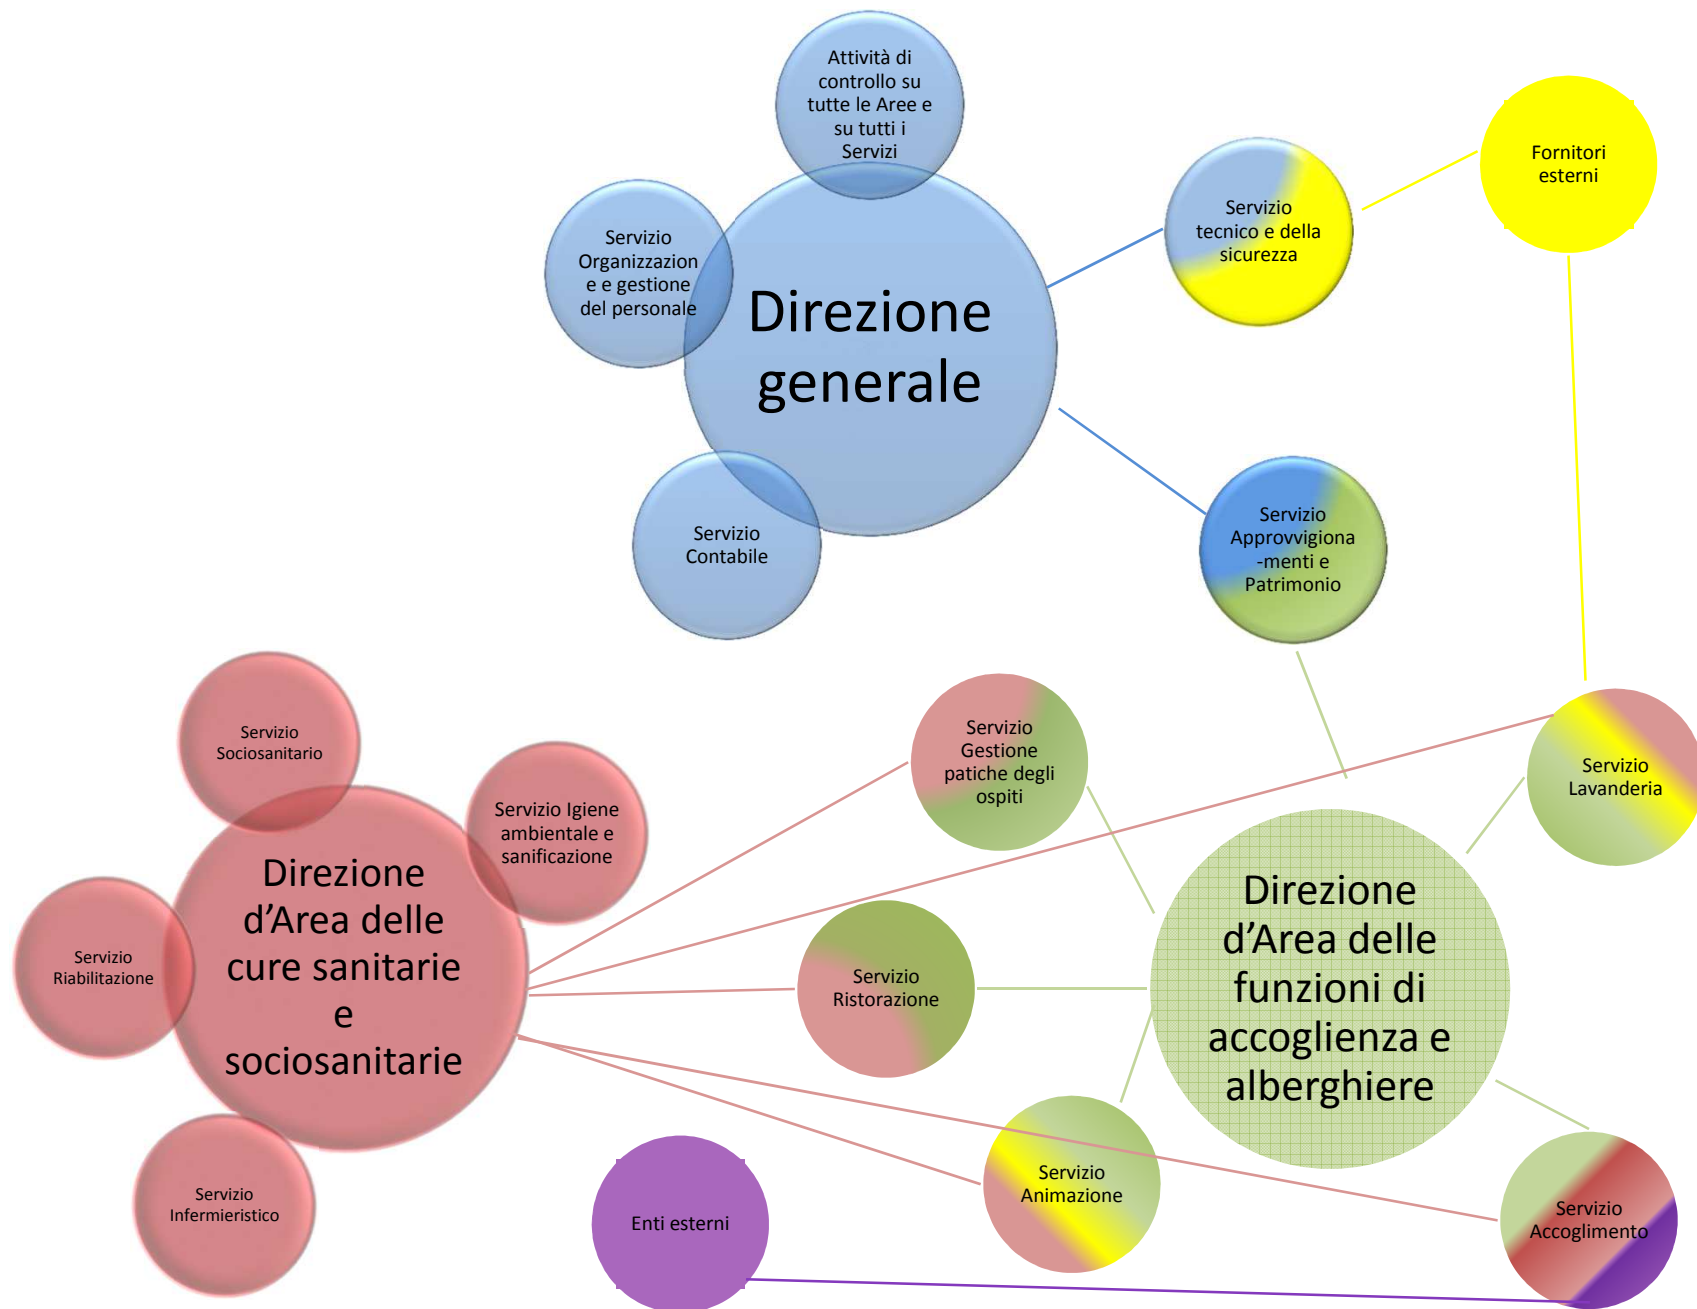 Attività di
controllo su
tutte le Aree e
su tutti i
Servizi
Fornitori
esterni
Servizio
tecnico e della
sicurezza
Servizio
Organizzazion
e e gestione
del personale
Direzione
generale
Servizio
Contabile
Servizio
Approvvigiona
-menti e
Patrimonio
Servizio
Sociosanitario
Servizio
Gestione
patiche degli
ospiti
Servizio
Lavanderia
Servizio Igiene
ambientale e
sanificazione
Direzione
d’Area delle
cure sanitarie
e
sociosanitarie
Servizio
Riabilitazione
Servizio
Ristorazione
Direzione
d’Area delle
funzioni di
accoglienza e
alberghiere
Servizio
Infermieristico
Enti esterni
Servizio
Animazione
Servizio
Accoglimento